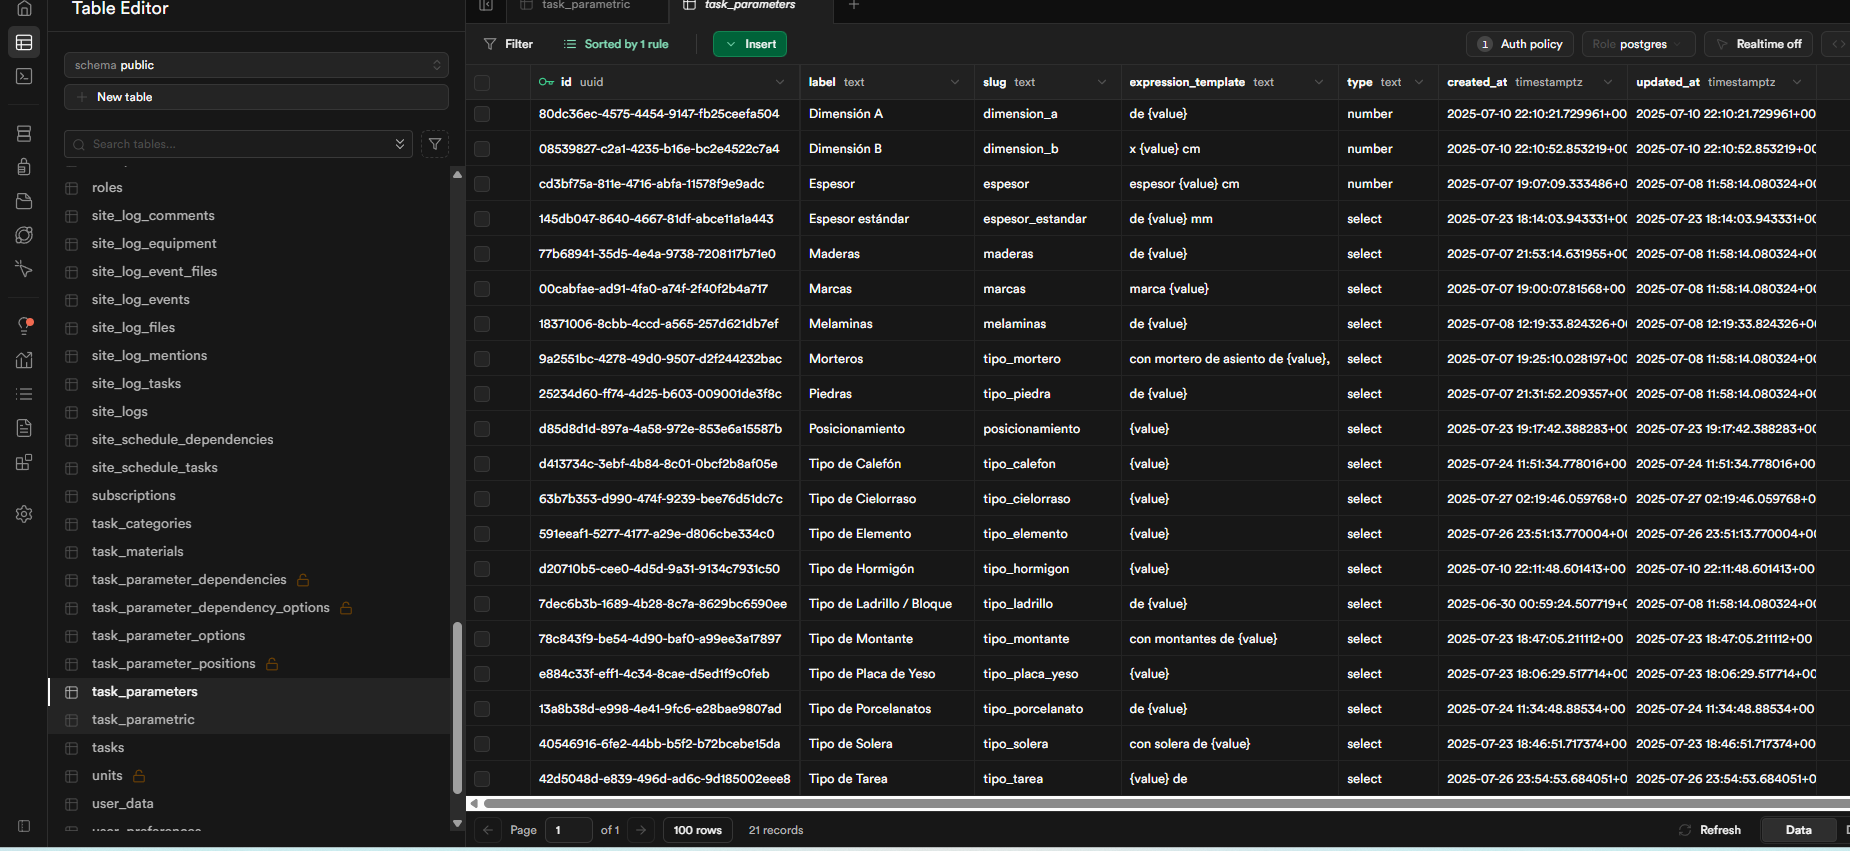 Table Editor
task_parametric
task_parameters
schema public
New table
Search tables...
roles
site_log_comments
site_log_equipment
site_log_event_files
site_log_events
site_log_files
site_log_mentions
site_log_tasks
site_logs
site_schedule_dependencies
site_schedule_tasks
subscriptions
task_categories
task_materials
task_parameter_dependencies
task_parameter_dependency_options
task_parameter_options
task_parameter_positions
task_parameters
task_parametric
tasks
units
user_data
user_preferences
Filter
Sorted by 1 rule
Insert
1 Auth policy
Role postgres
Realtime off
id uuid label text slug text expression_template text type text created_at timestamptz updated_at timestamptz
80dc36ec-4575-4454-9147-fb25ceefa504 Dimensión A dimension_a de {value} number 2025-07-10 22:10:21.729961+00 2025-07-10 22:10:21.729961+00
08539827-c2a1-4235-b16e-bc2e4522c7a4 Dimensión B dimension_b x {value} cm number 2025-07-10 22:10:52.853219+00 2025-07-10 22:10:52.853219+00
cd3bf75a-811e-4716-abfa-11578f9e9adc Espesor espesor espesor {value} cm number 2025-07-07 19:07:09.333486+0 2025-07-08 11:58:14.080324+00
145db047-8640-4667-81df-abce11a1a443 Espesor estándar espesor_estandar de {value} mm select 2025-07-23 18:14:03.943331+00 2025-07-23 18:14:03.943331+00
77b68941-35d5-4e4a-9738-7208117b71e0 Maderas maderas de {value} select 2025-07-07 21:53:14.631955+00 2025-07-08 11:58:14.080324+00
00cabfae-ad91-4fa0-a74f-2f40f2b4a717 Marcas marcas marca {value} select 2025-07-07 19:00:07.81568+00 2025-07-08 11:58:14.080324+00
18371006-8cbb-4ccd-a565-257d621db7ef Melaminas melaminas de {value} select 2025-07-08 12:19:33.824326+0 2025-07-08 12:19:33.824326+00
9a2551bc-4278-49d0-9507-d2f244232bac Morteros tipo_mortero con mortero de asiento de {value}, select 2025-07-07 19:25:10.028197+00 2025-07-08 11:58:14.080324+00
25234d60-ff74-4d25-b603-009001de3f8c Piedras tipo_piedra de {value} select 2025-07-07 21:31:52.209357+00 2025-07-08 11:58:14.080324+00
d85d8d1d-897a-4a58-972e-853e6a15587b Posicionamiento posicionamiento {value} select 2025-07-23 19:17:42.388283+00 2025-07-23 19:17:42.388283+00
d413734c-3ebf-4b84-8c01-0bcf2b8af05e Tipo de Calefón tipo_calefon {value} select 2025-07-24 11:51:34.778016+00 2025-07-24 11:51:34.778016+00
63b7b353-d990-474f-9239-bee76d51dc7c Tipo de Cielorraso tipo_cielorraso {value} select 2025-07-27 02:19:46.059768+0 2025-07-27 02:19:46.059768+0
591eeaf1-5277-4177-a29e-d806cbe334c0 Tipo de Elemento tipo_elemento {value} select 2025-07-26 23:51:13.770004+00 2025-07-26 23:51:13.770004+00
d20710b5-cee0-4d5d-9a31-9134c7931c50 Tipo de Hormigón tipo_hormigon {value} select 2025-07-10 22:11:48.601413+00 2025-07-10 22:11:48.601413+00
7dec6b3b-1689-4b28-8c7a-8629bc6590ee Tipo de Ladrillo / Bloque tipo_ladrillo de {value} select 2025-06-30 00:59:24.507719+0 2025-07-08 11:58:14.080324+00
78c843f9-be54-4d90-baf0-a99ee3a17897 Tipo de Montante tipo_montante con montantes de {value} select 2025-07-23 18:47:05.211112+00 2025-07-23 18:47:05.211112+00
e884c33f-eff1-4c34-8cae-d5ed1f9c0feb Tipo de Placa de Yeso tipo_placa_yeso {value} select 2025-07-23 18:06:29.517714+00 2025-07-23 18:06:29.517714+00
13a8b38d-e998-4e41-9fc6-e28bae9807ad Tipo de Porcelanatos tipo_porcelanato de {value} select 2025-07-24 11:34:48.88534+00 2025-07-24 11:34:48.88534+00
40546916-6fe2-44bb-b5f2-b72bcebe15da Tipo de Solera tipo_solera con solera de {value} select 2025-07-23 18:46:51.717374+00 2025-07-23 18:46:51.717374+00
42d5048d-e839-496d-ad6c-9d185002eee8 Tipo de Tarea tipo_tarea {value} de select 2025-07-26 23:54:53.684051+0 2025-07-26 23:54:53.684051+0
Page 1 of 1 100 rows 21 records
Refresh Data